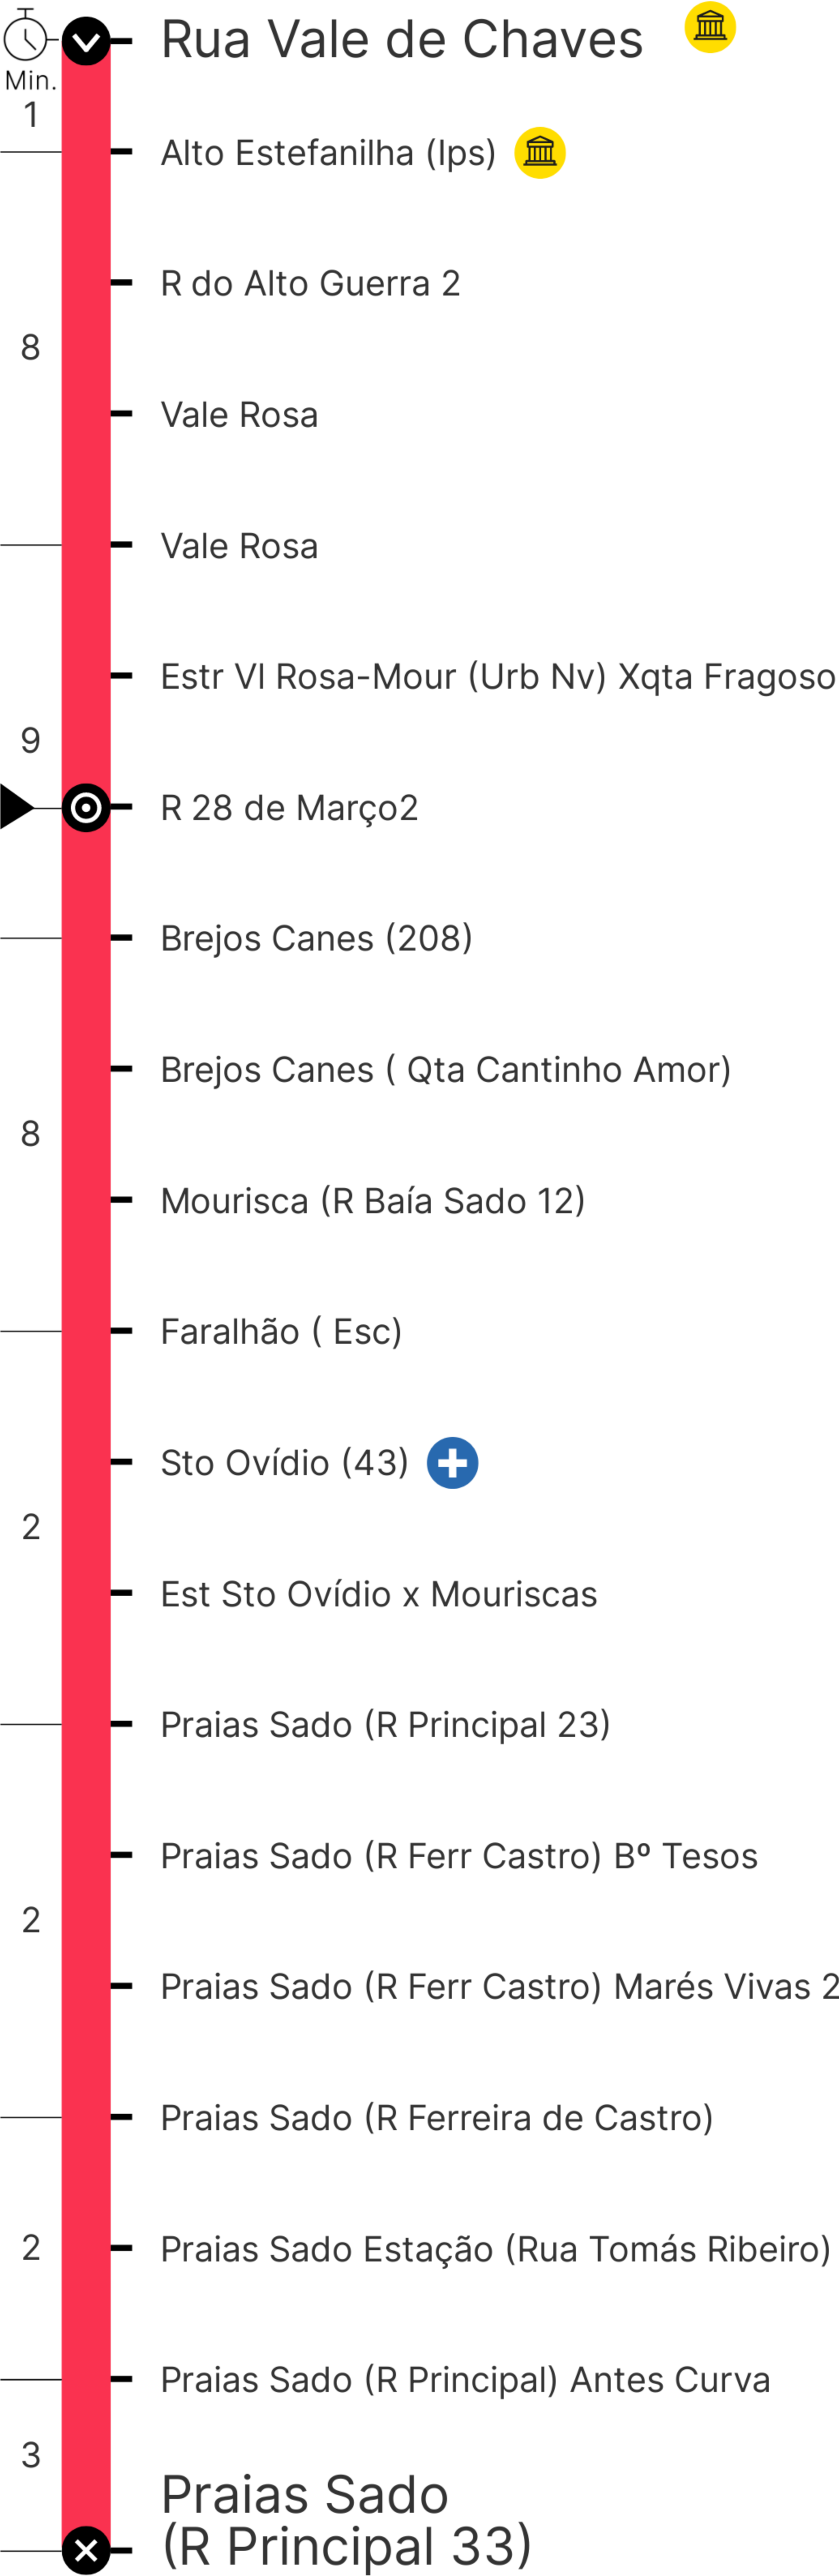 Rua Vale de Chaves
Min.
1
Alto Estefanilha (Ips)
R do Alto Guerra 2
8
Vale Rosa
Vale Rosa
Estr Vl Rosa-Mour (Urb Nv) Xqta Fragoso
9
R 28 de Março2
Brejos Canes (208)
Brejos Canes ( Qta Cantinho Amor)
8
Mourisca (R Baía Sado 12)
Faralhão ( Esc)
Sto Ovídio (43)
2
Est Sto Ovídio x Mouriscas
Praias Sado (R Principal 23)
Praias Sado (R Ferr Castro) Bº Tesos
2
Praias Sado (R Ferr Castro) Marés Vivas 2
Praias Sado (R Ferreira de Castro)
2
Praias Sado Estação (Rua Tomás Ribeiro)
Praias Sado (R Principal) Antes Curva
3
Praias Sado
(R Principal 33)